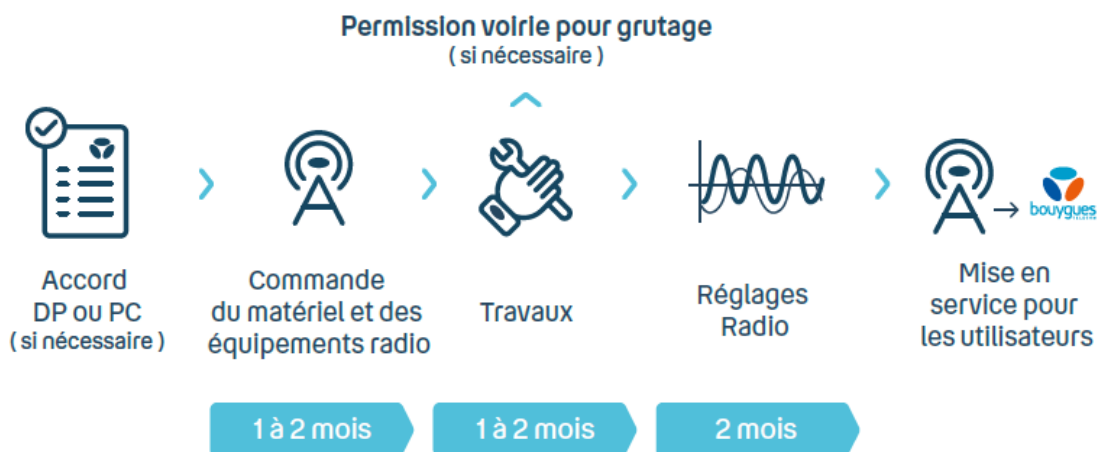 Permission voirie pour grutage
( si nécessaire )
Accord
DP ou PC
( si nécessaire )
Commande
du matériel et des
équipements radio
Travaux
Réglages
Radio
bouygues
TELECOM
Mise en
service pour
les utilisateurs
1 à 2 mois
1 à 2 mois
2 mois